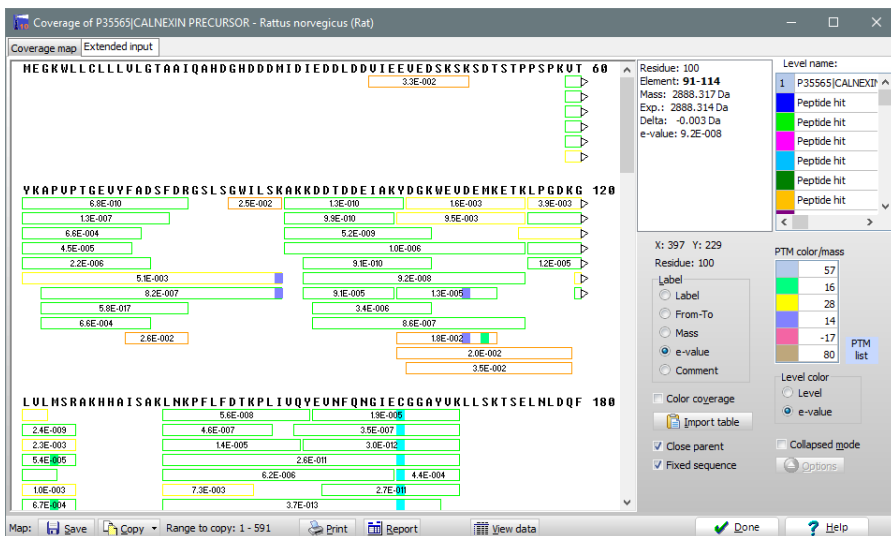 Coverage of P35565|CALNEXIN PRECURSOR - Rattus norvegicus (Rat)
Coverage map Extended input
MEGKWLLCLLLVLGTAAIQAHDGHDDDMIDIEDDLDDVIEEVEDSKSKSDTSTPPSPKVT 60
3.3E-002
YKAPVPTGEVYFADSFDRGSLSGWILSKAKKDDTDDEIAKYDGKWEVDEMKETKLPGDKG 120
6.8E-010 2.5E-002 1.3E-010 1.6E-003 3.9E-003
1.3E-007 9.9E-010 9.5E-003
6.6E-004 5.2E-009
4.5E-005 1.0E-006
2.2E-006 9.1E-010 1.2E-005
5.1E-003 9.2E-008
8.2E-007 9.1E-005 1.3E-005
5.8E-017 3.4E-006
6.6E-004 8.6E-007
2.6E-002 1.8E-002
2.0E-002
3.5E-002
LVLMSRAKHHAISAKLNKPFLFDTKPLIVQYEVNFQNGIECGGAYVKLLSKTSELNLDQF 180
5.6E-008 1.9E-005
2.4E-009 4.6E-007 3.5E-007
2.3E-003 1.4E-005 3.0E-012
5.4E-005 2.6E-011
6.2E-006 4.4E-004
1.0E-003 7.3E-003 2.7E-011
6.7E-004 3.7E-013
Residue: 100
Element: 91-114
Mass: 2888.317 Da
Exp.: 2888.314 Da
Delta: -0.003 Da
e-value: 9.2E-008
Level name:
1 P35565|CALNEXIN
Peptide hit
Peptide hit
Peptide hit
Peptide hit
Peptide hit
Peptide hit
X: 397 Y: 229
Residue: 100
Label
Label
From-To
Mass
e-value
Comment
PTM color/mass
57
16
28
14
-17
80
PTM
list
Level color
Level
e-value
Color coverage
Import table
Close parent
Fixed sequence
Collapsed mode
Options
Map: Save Copy Range to copy: 1 - 591 Print Report View data Done Help